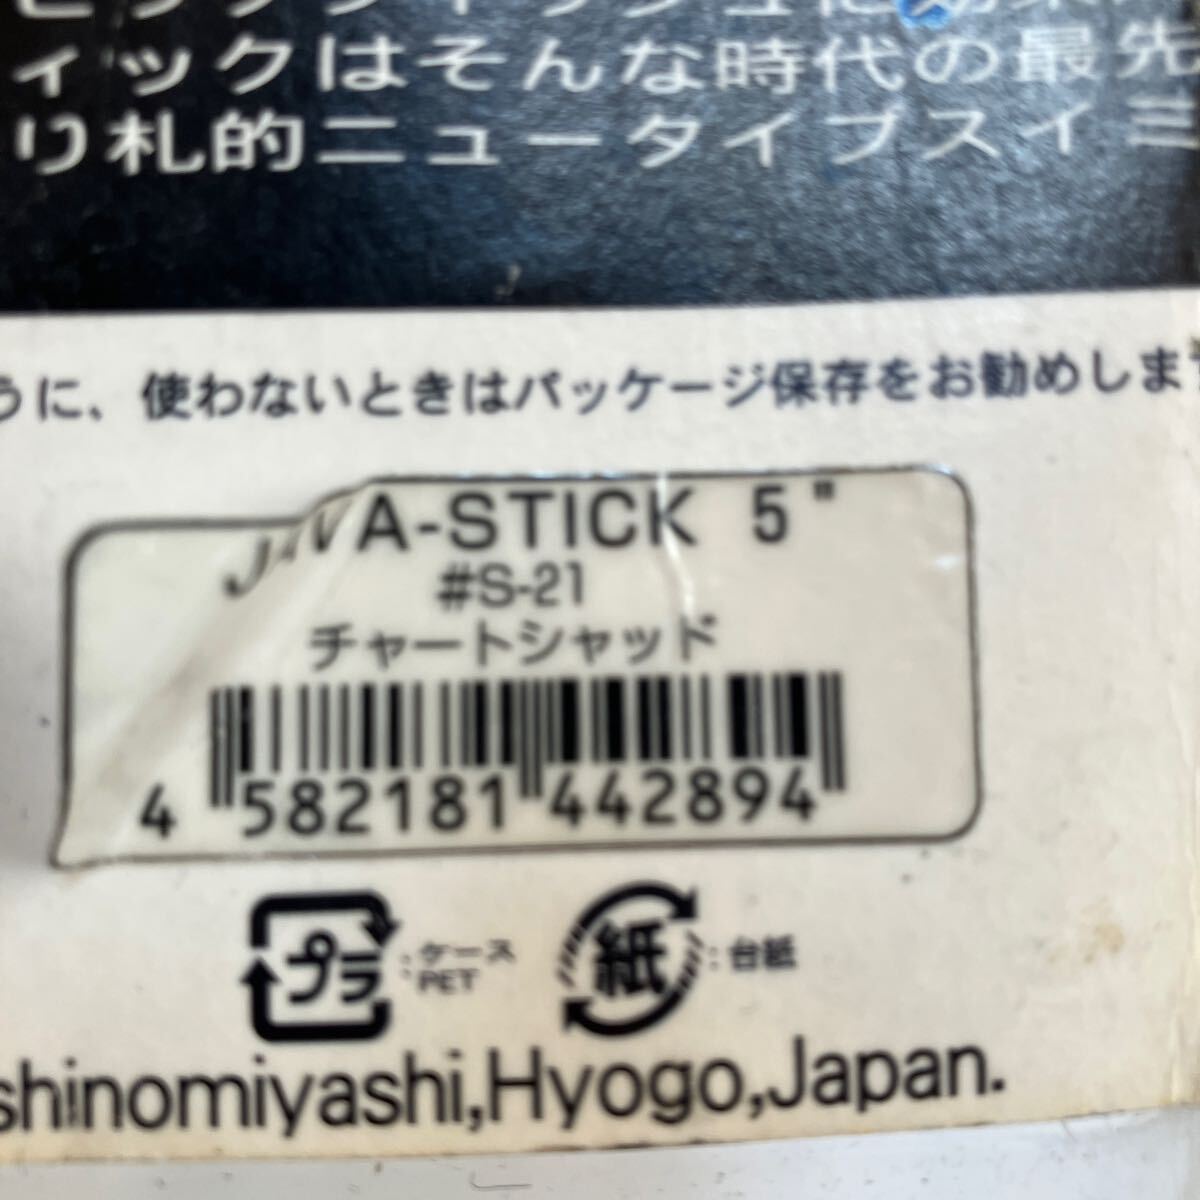 ィックはそんな時代の最先
り札的ニュータイプスイミ
うに、使わないときはパッケージ保存をお勧めしま
A-STICK 5"
#S-21
チャートシャッド
4 582181 442894
プラ :ケース PET 紙 :台紙
shinomiyashi,Hyogo,Japan.